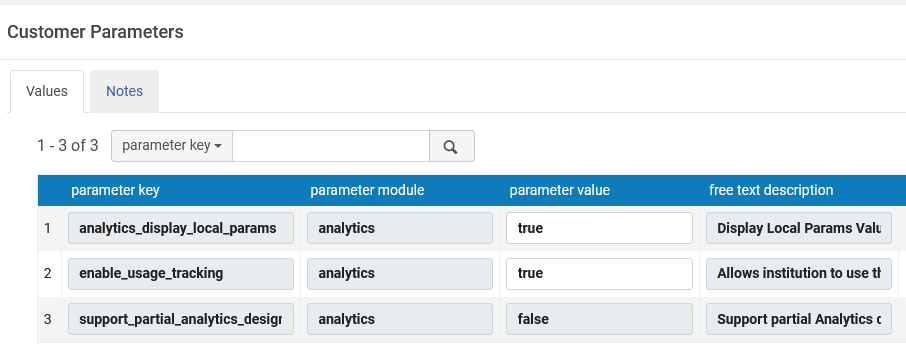 Customer Parameters
Values Notes
1 - 3 of 3 parameter key
parameter key parameter module parameter value free text description
1 analytics_display_local_params analytics true Display Local Params Valu
2 enable_usage_tracking analytics true Allows institution to use th
3 support_partial_analytics_design analytics false Support partial Analytics d